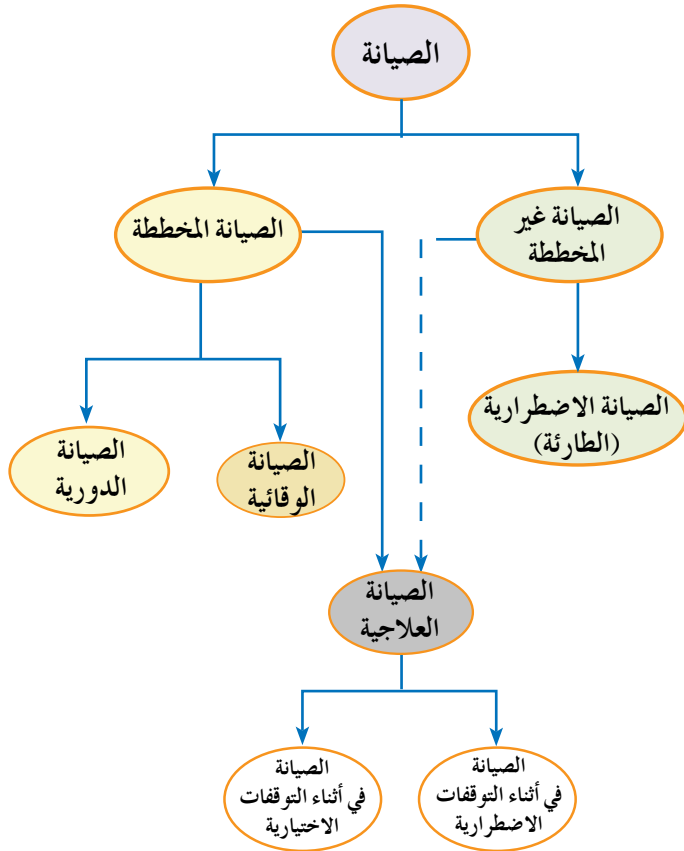 الصيانة
الصيانة غير
المخططة
الصيانة المخططة
الصيانة الاضطرارية
(الطارئة)
الصيانة
الوقائية
الصيانة
الدورية
الصيانة
العلاجية
الصيانة
في أثناء التوقفات
الاضطرارية
الصيانة
في أثناء التوقفات
الاختيارية